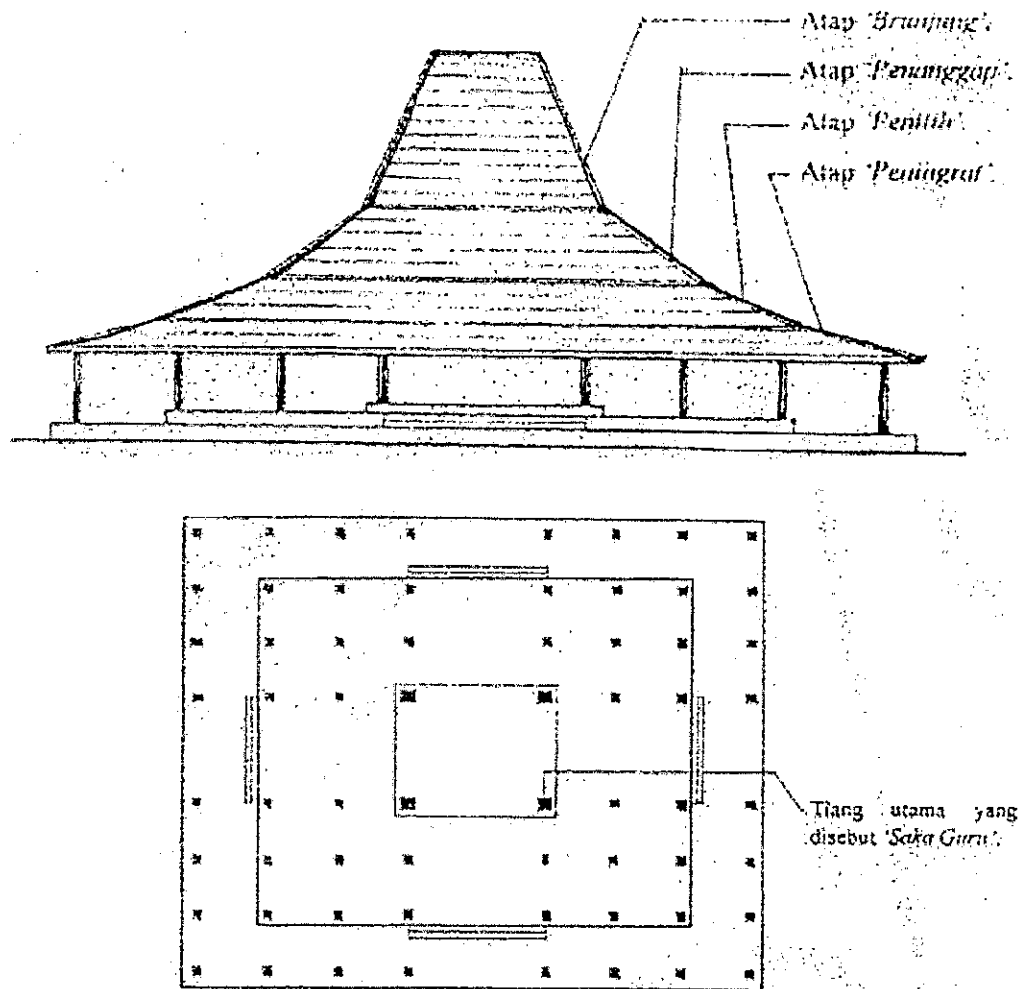 Atap 'Brunjung'.
Atap 'Penanggap'.
Atap 'Penitih'.
Atap 'Peningrat'.
Tiang utama yang
disebut 'Saka Guru'.